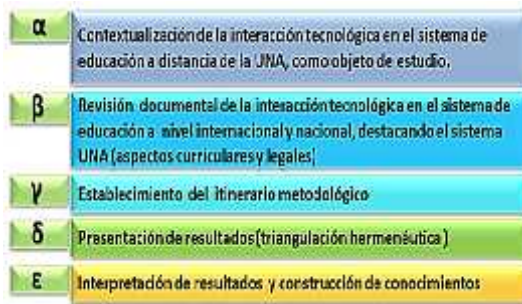 α
Contextualización de la interacción tecnológica en el sistema de
educación a distancia de la UNA, como objeto de estudio.
β
Revisión documental de la interacción tecnológica en el sistema de
educación a nivel internacional y nacional, destacando el sistema
UNA (aspectos curriculares y legales)
γ
Establecimiento del itinerario metodológico
δ
Presentación de resultados (triangulación hermenéutica)
ε
Interpretación de resultados y construcción de conocimientos